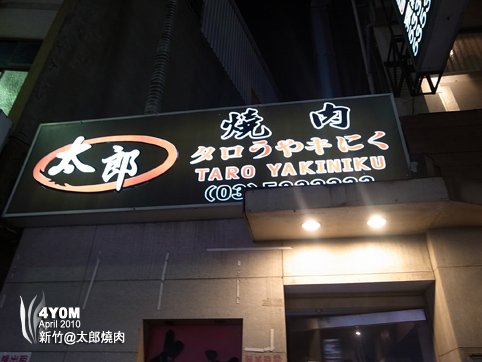 太郎
燒肉
タロうやキにく
TARO YAKINIKU
4YOM
April 2010
新竹@太郎燒肉